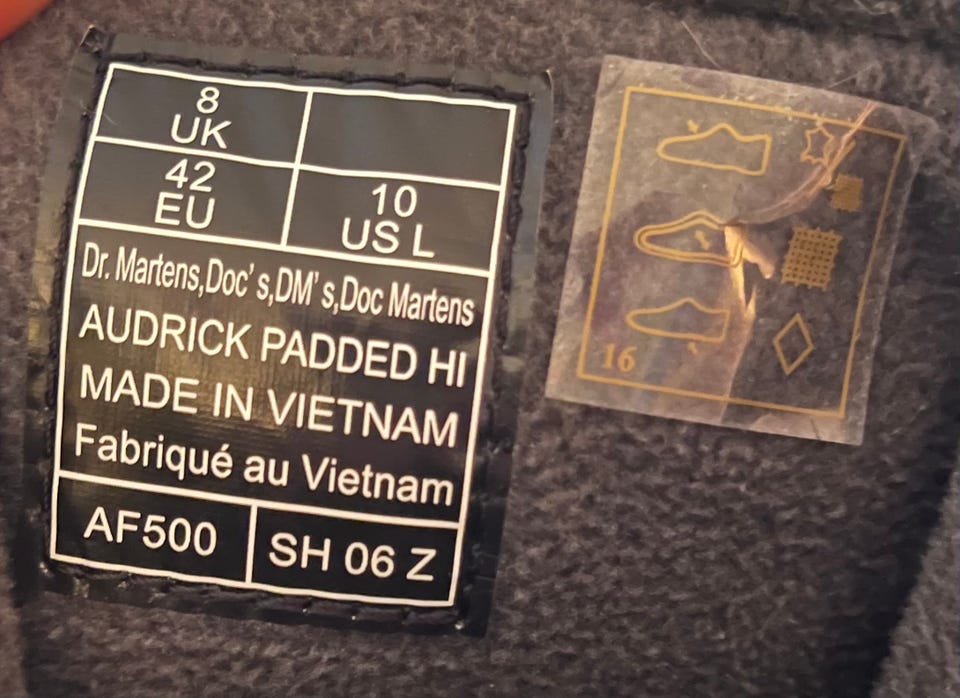 8
UK
42
EU
10
US L
Dr. Martens,Doc's,DM's,Doc Martens
AUDRICK PADDED HI
MADE IN VIETNAM
Fabriqué au Vietnam
AF500
SH 06 Z
16